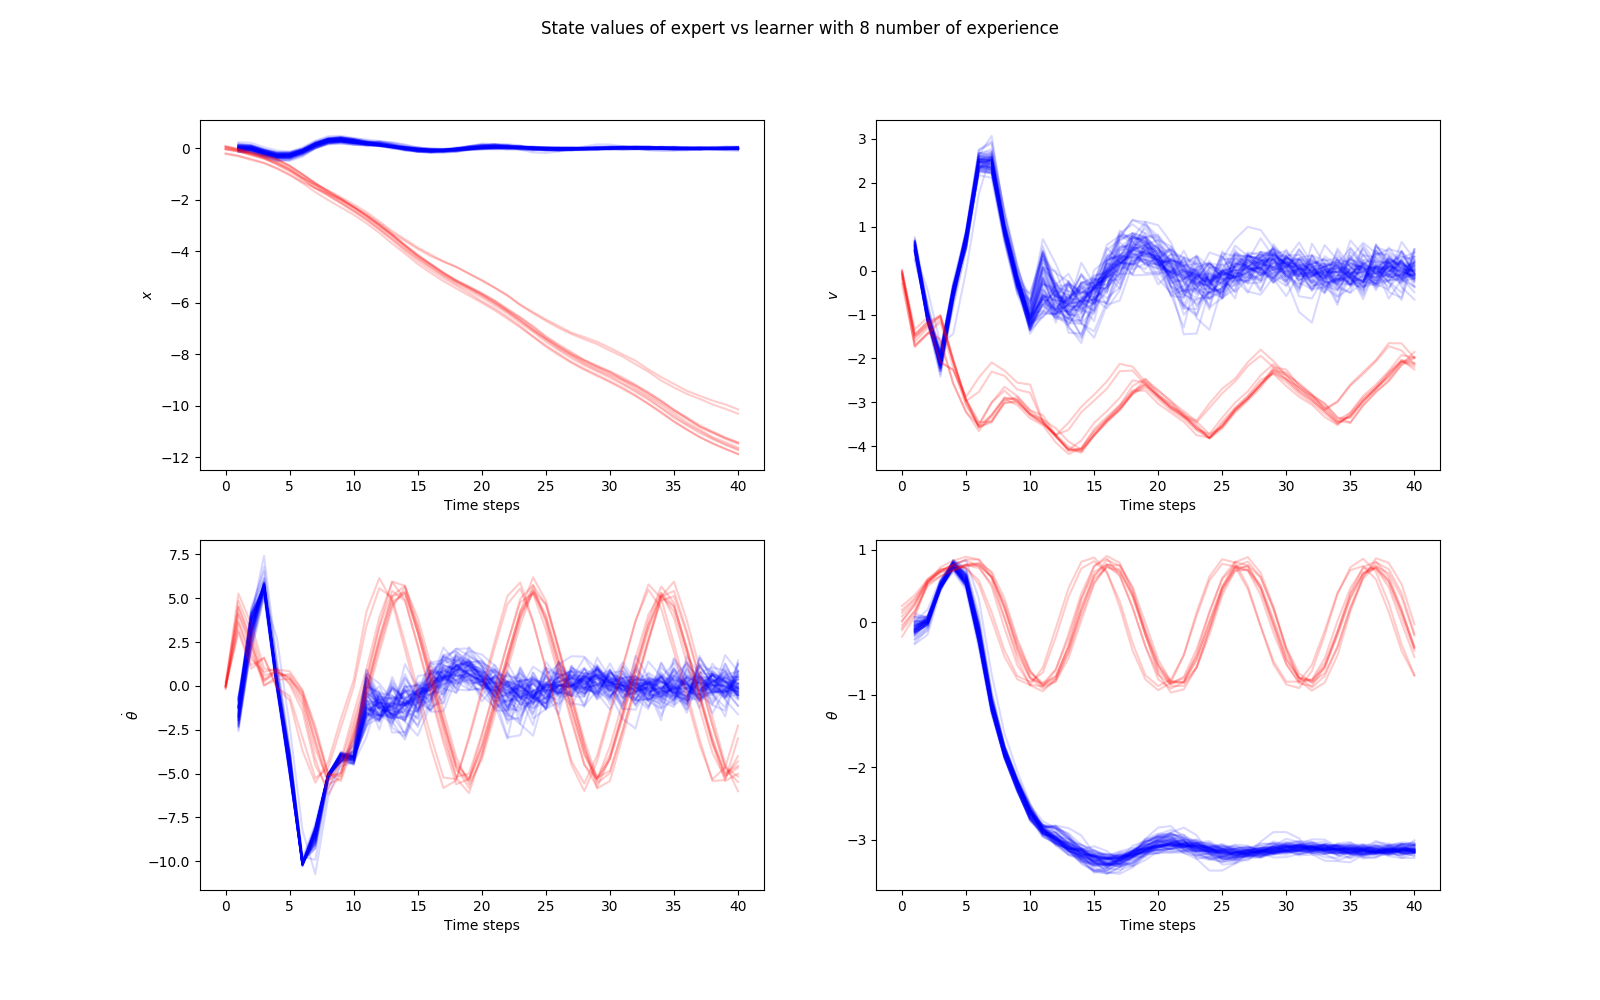 State values of expert vs learner with 8 number of experience
0
−2
−4
−6
−8
−10
−12
x
0 5 10 15 20 25 30 35 40
Time steps
3
2
1
0
−1
−2
−3
−4
v
0 5 10 15 20 25 30 35 40
Time steps
7.5
5.0
2.5
0.0
−2.5
−5.0
−7.5
−10.0
θ̇
0 5 10 15 20 25 30 35 40
Time steps
1
0
−1
−2
−3
θ
0 5 10 15 20 25 30 35 40
Time steps